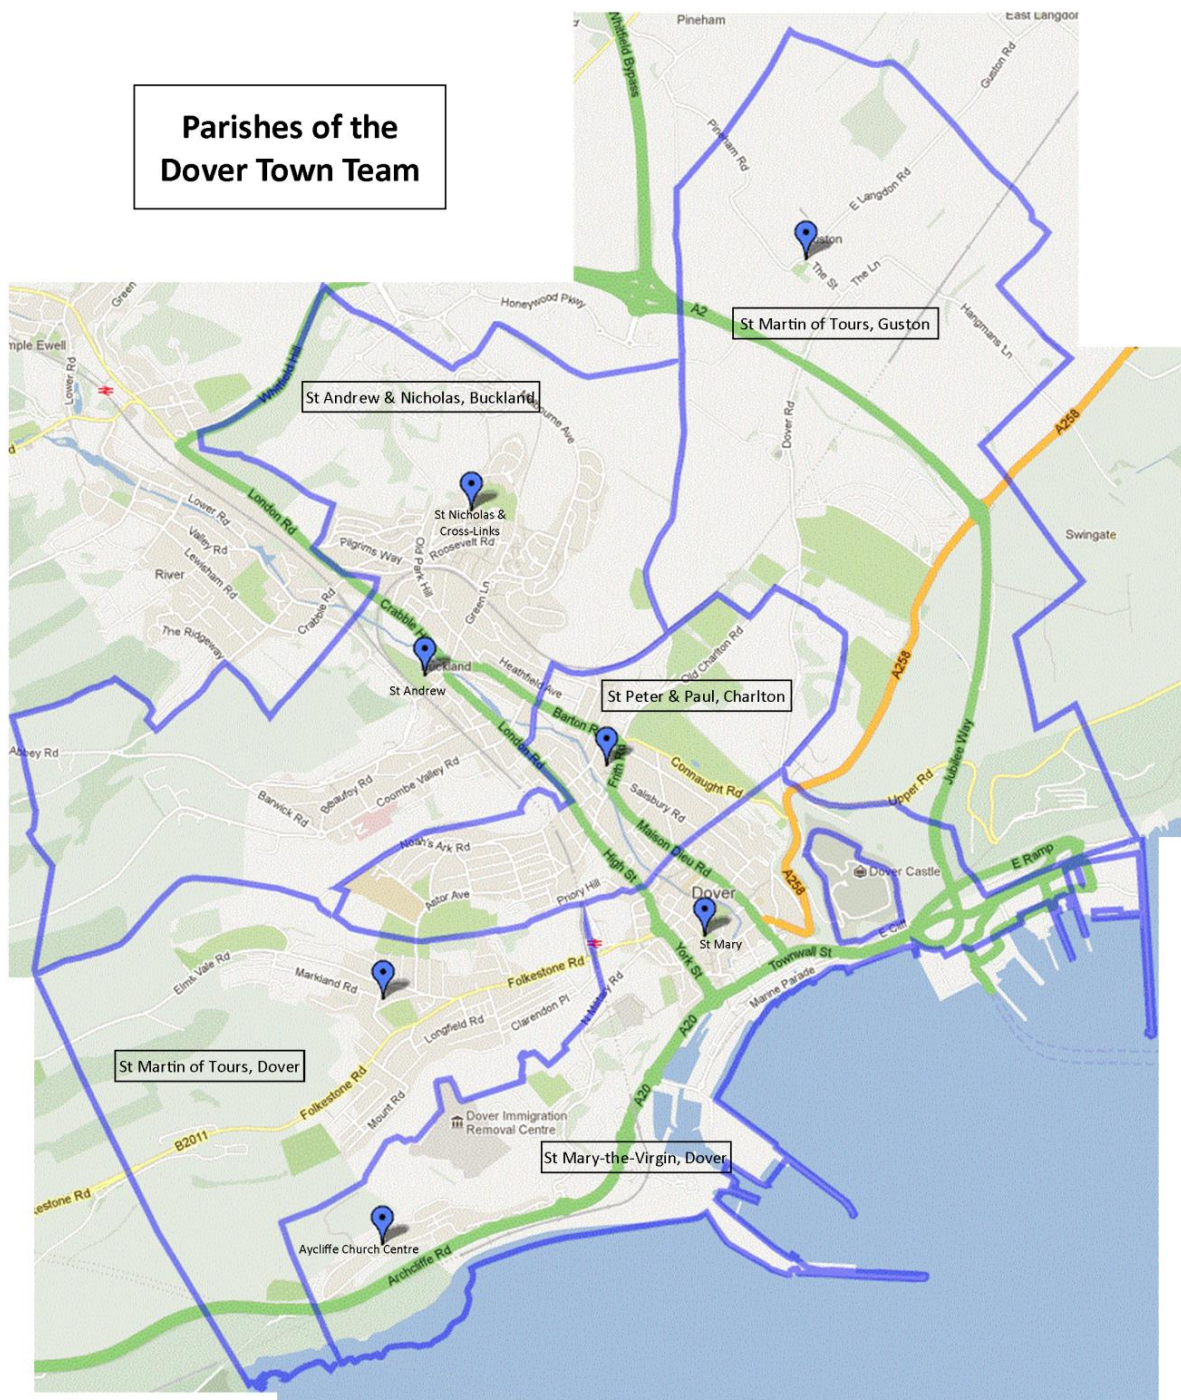 Parishes of the
Dover Town Team
Pineham
East Langdor
Whitfield Bypass
Guston Rd
Pineham Rd
E Langdon Rd
uston
The St
The Ln
Hangmans Ln
A2
St Martin of Tours, Guston
Green
Honeywood Pkwy
mple Ewell
Lower Rd
Whitfield Hill
St Andrew & Nicholas, Buckland
bourne Ave
Dover Rd
A258
d
London Rd
Lower Rd
St Nicholas &
Cross-Links
Swingate
Pilgrims Way
Old Park Hill
Roosevelt Rd
Valley Rd
Lewisham Rd
River
Green Ln
Crabble Rd
Crabble H
The Ridgeway
Old Charlton Rd
A258
Buckland
Heathfield Ave
St Andrew
St Peter & Paul, Charlton
Barton R
London Rd
Frith Rd
Connaught Rd
Jubilee Way
Abbey Rd
Upper Rd
Beaufoy Rd
Coombe Valley Rd
Barwick Rd
Salisbury Rd
Maison Dieu Rd
Noah's Ark Rd
High St
E Ramp
A258
Dover Castle
Astor Ave
Priory Hill
Dover
St Mary
E Cliff
Elms Vale Rd
Markland Rd
Folkestone Rd
York St
Townwall St
Marine Parade
N Military Rd
Clarendon Pl
Longfield Rd
A20
St Martin of Tours, Dover
Folkestone Rd
Mount Rd
A20
Dover Immigration
Removal Centre
B2011
St Mary-the-Virgin, Dover
kestone Rd
Aycliffe Church Centre
Archcliffe Rd